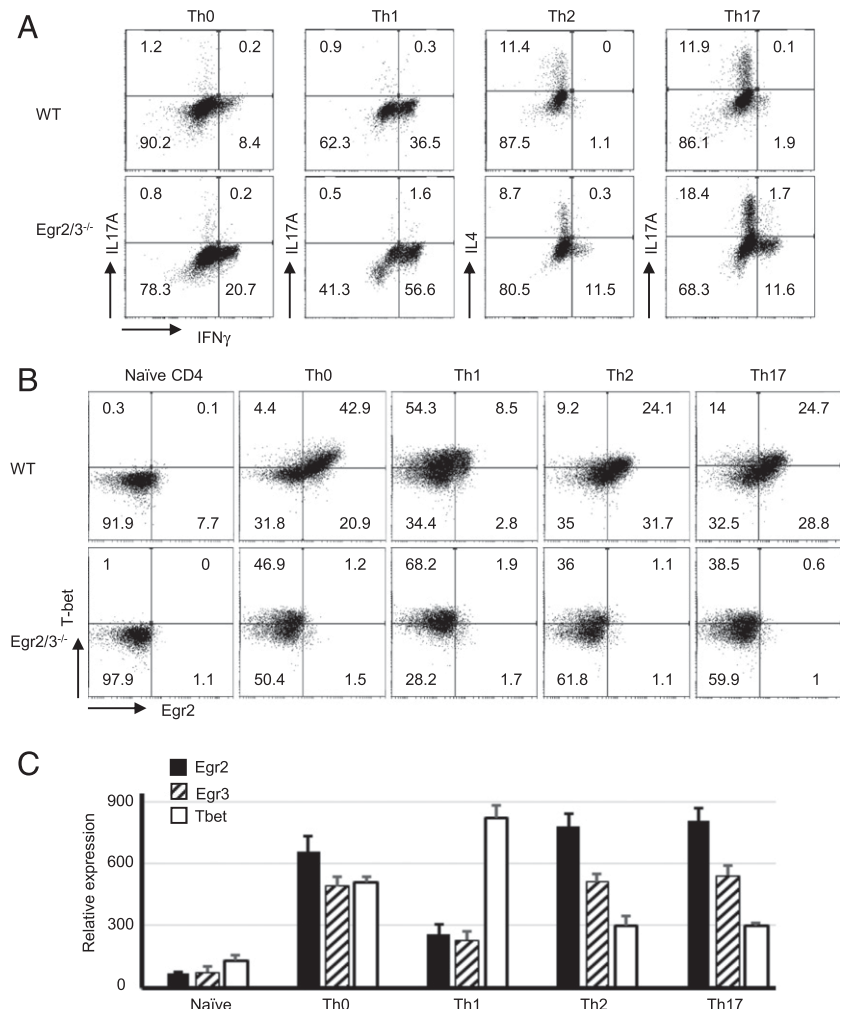 A
Th0 Th1 Th2 Th17
WT
1.2 0.2 0.9 0.3 11.4 0 11.9 0.1
90.2 8.4 62.3 36.5 87.5 1.1 86.1 1.9
Egr2/3-/-
IL17A IL17A IL4 IL17A
0.8 0.2 0.5 1.6 8.7 0.3 18.4 1.7
78.3 20.7 41.3 56.6 80.5 11.5 68.3 11.6
IFNγ
B
Naïve CD4 Th0 Th1 Th2 Th17
WT
0.3 0.1 4.4 42.9 54.3 8.5 9.2 24.1 14 24.7
91.9 7.7 31.8 20.9 34.4 2.8 35 31.7 32.5 28.8
1 0 46.9 1.2 68.2 1.9 36 1.1 38.5 0.6
T-bet
Egr2/3-/-
97.9 1.1 50.4 1.5 28.2 1.7 61.8 1.1 59.9 1
Egr2
C
Egr2
Egr3
Tbet
Relative expression
900
600
300
0
Naïve Th0 Th1 Th2 Th17